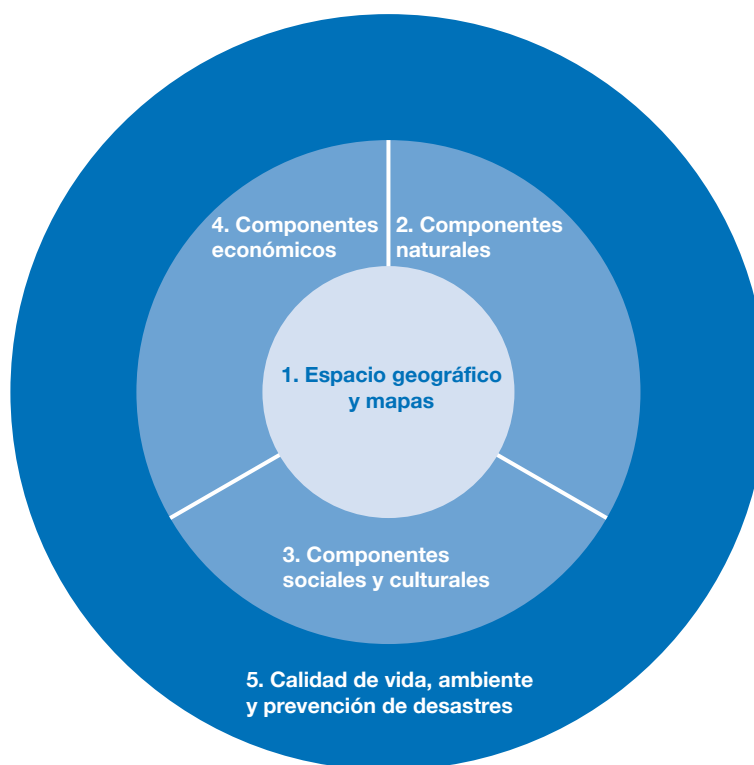 4. Componentes
económicos
2. Componentes
naturales
1. Espacio geográfico
y mapas
3. Componentes
sociales y culturales
5. Calidad de vida, ambiente
y prevención de desastres